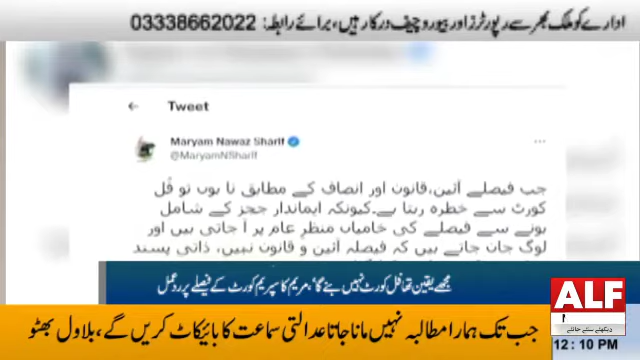 ادارے کو ملک بھر سے رپورٹرز اور بیورو چیف درکار ہیں، برائے رابطہ: 03338662022
Tweet
Maryam Nawaz Sharif
@MaryamNSharif
جب فیصلے آئین،قانون اور انصاف کے مطابق نا ہوں تو فُل
کورٹ سے خطرہ رہتا ہے۔کیونکہ ایماندار ججز کے شامل
ہونے سے فیصلے کی خامیاں منظرِ عام پر آ جاتی ہیں اور
لوگ جان جاتے ہیں کہ فیصلہ آئین و قانون نہیں، ذاتی پسند
مجھے یقین تھا فل کورٹ نہیں بنے گا‘، مریم کا سپریم کورٹ کے فیصلے پر ردعمل
جب تک ہمارا مطالبہ نہیں مانا جاتا عدالتی سماعت کا بائیکاٹ کریں گے، بلاول بھٹو
ALF
دیکھئے سنئے جانئے
12:10 PM